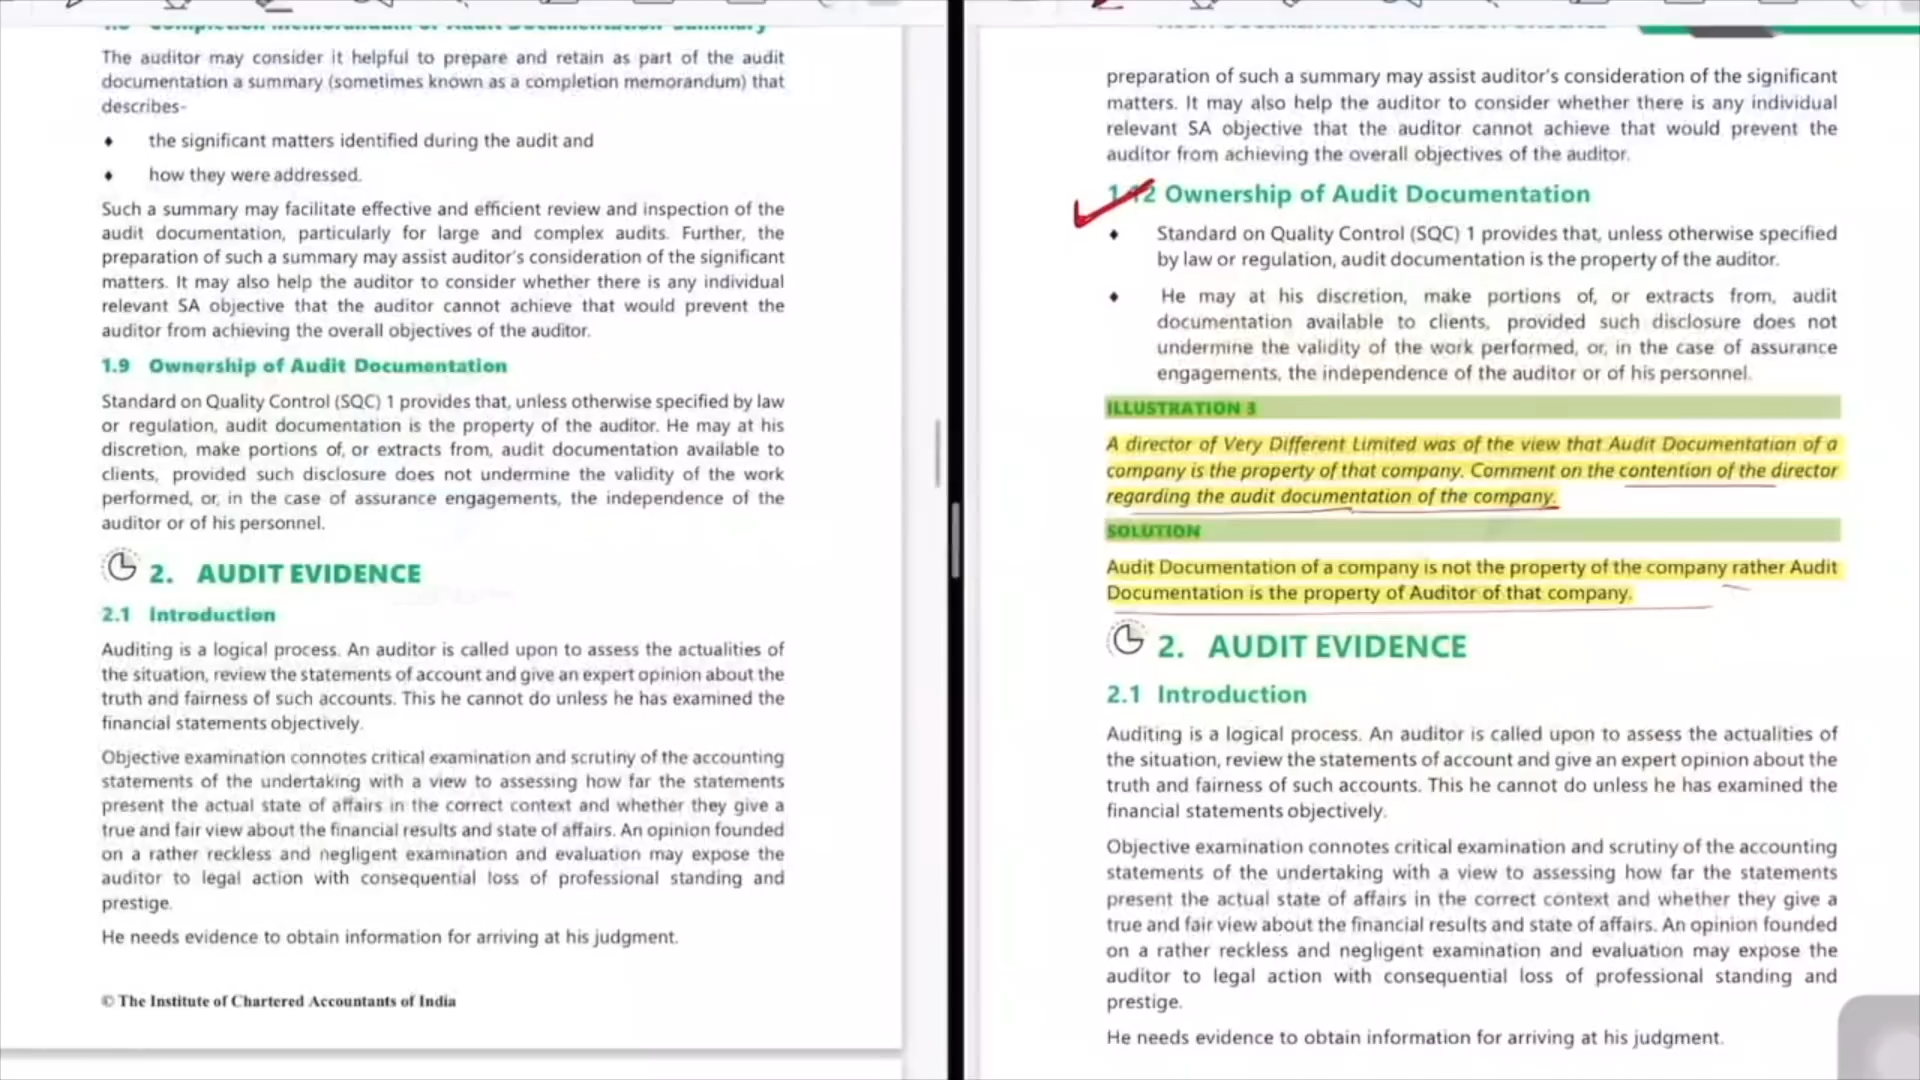 1.8 Completion Memorandum or Audit Documentation Summary
The auditor may consider it helpful to prepare and retain as part of the audit
documentation a summary (sometimes known as a completion memorandum) that
describes-
♦ the significant matters identified during the audit and
♦ how they were addressed.
Such a summary may facilitate effective and efficient review and inspection of the
audit documentation, particularly for large and complex audits. Further, the
preparation of such a summary may assist auditor's consideration of the significant
matters. It may also help the auditor to consider whether there is any individual
relevant SA objective that the auditor cannot achieve that would prevent the
auditor from achieving the overall objectives of the auditor.
1.9 Ownership of Audit Documentation
Standard on Quality Control (SQC) 1 provides that, unless otherwise specified by law
or regulation, audit documentation is the property of the auditor. He may at his
discretion, make portions of, or extracts from, audit documentation available to
clients, provided such disclosure does not undermine the validity of the work
performed, or, in the case of assurance engagements, the independence of the
auditor or of his personnel.
2. AUDIT EVIDENCE
2.1 Introduction
Auditing is a logical process. An auditor is called upon to assess the actualities of
the situation, review the statements of account and give an expert opinion about the
truth and fairness of such accounts. This he cannot do unless he has examined the
financial statements objectively.
Objective examination connotes critical examination and scrutiny of the accounting
statements of the undertaking with a view to assessing how far the statements
present the actual state of affairs in the correct context and whether they give a
true and fair view about the financial results and state of affairs. An opinion founded
on a rather reckless and negligent examination and evaluation may expose the
auditor to legal action with consequential loss of professional standing and
prestige.
He needs evidence to obtain information for arriving at his judgment.
© The Institute of Chartered Accountants of India
preparation of such a summary may assist auditor's consideration of the significant
matters. It may also help the auditor to consider whether there is any individual
relevant SA objective that the auditor cannot achieve that would prevent the
auditor from achieving the overall objectives of the auditor.
1.12 Ownership of Audit Documentation
♦ Standard on Quality Control (SQC) 1 provides that, unless otherwise specified
by law or regulation, audit documentation is the property of the auditor.
♦ He may at his discretion, make portions of, or extracts from, audit
documentation available to clients, provided such disclosure does not
undermine the validity of the work performed, or, in the case of assurance
engagements, the independence of the auditor or of his personnel.
ILLUSTRATION 3
A director of Very Different Limited was of the view that Audit Documentation of a
company is the property of that company. Comment on the contention of the director
regarding the audit documentation of the company.
SOLUTION
Audit Documentation of a company is not the property of the company rather Audit
Documentation is the property of Auditor of that company.
2. AUDIT EVIDENCE
2.1 Introduction
Auditing is a logical process. An auditor is called upon to assess the actualities of
the situation, review the statements of account and give an expert opinion about the
truth and fairness of such accounts. This he cannot do unless he has examined the
financial statements objectively.
Objective examination connotes critical examination and scrutiny of the accounting
statements of the undertaking with a view to assessing how far the statements
present the actual state of affairs in the correct context and whether they give a
true and fair view about the financial results and state of affairs. An opinion founded
on a rather reckless and negligent examination and evaluation may expose the
auditor to legal action with consequential loss of professional standing and
prestige.
He needs evidence to obtain information for arriving at his judgment.